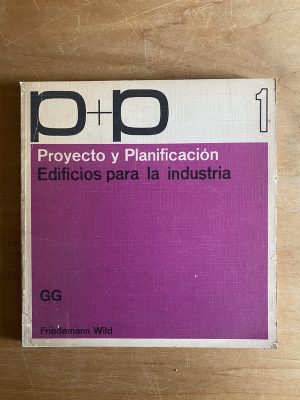 p+p 1
Proyecto y Planificación
Edificios para la industria
GG
Friedemann Wild